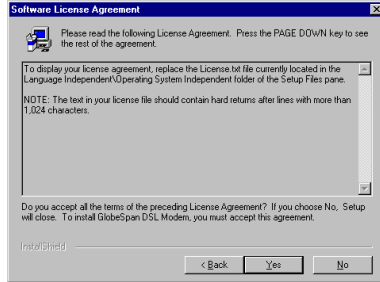 Software License Agreement
Please read the following License Agreement. Press the PAGE DOWN key to see
the rest of the agreement.
To display your license agreement, replace the License.txt file currently located in the
Language Independent\Operating System Independent folder of the Setup Files pane.
NOTE: The text in your license file should contain hard returns after lines with more than
1,024 characters.
Do you accept all the terms of the preceding License Agreement? If you choose No, Setup
will close. To install GlobeSpan DSL Modem, you must accept this agreement.
InstallShield
< Back Yes No